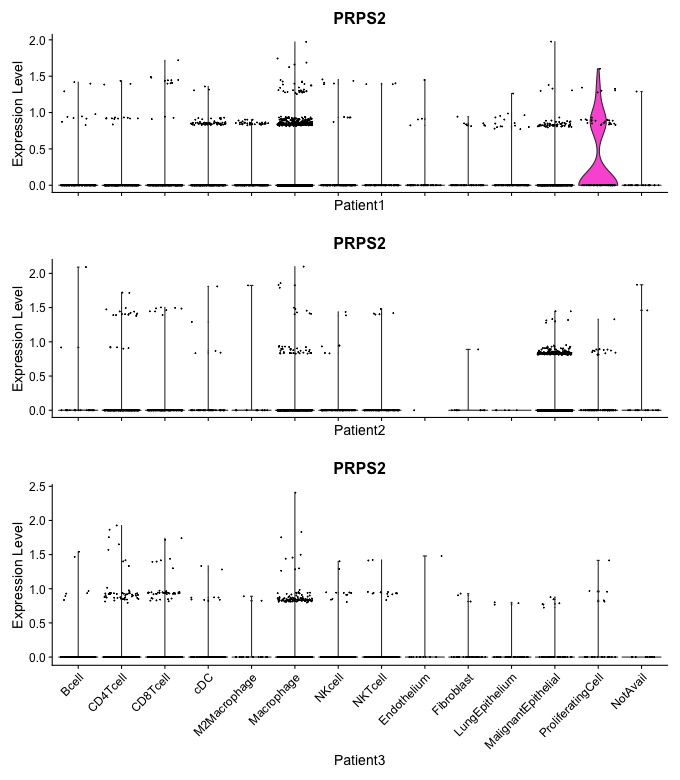 PRPS2
2.0
1.5
1.0
0.5
0.0
Expression Level
Patient1
PRPS2
2.0
1.5
1.0
0.5
0.0
Expression Level
Patient2
PRPS2
2.5
2.0
1.5
1.0
0.5
0.0
Expression Level
Bcell
CD4Tcell
CD8Tcell
cDC
M2Macrophage
Macrophage
NKcell
NKTcell
Endothelium
Fibroblast
LungEpithelium
MalignantEpithelial
ProliferatingCell
NotAvail
Patient3